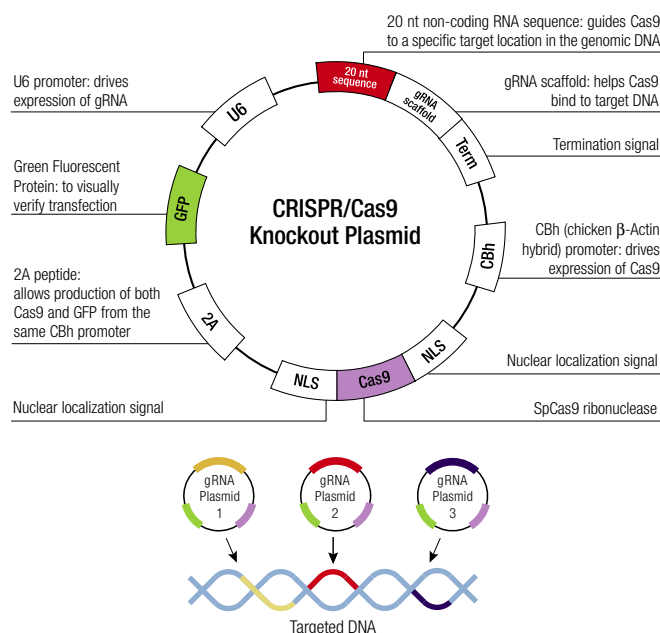 20 nt non-coding RNA sequence: guides Cas9
to a specific target location in the genomic DNA
U6 promoter: drives
expression of gRNA
gRNA scaffold: helps Cas9
bind to target DNA
Termination signal
Green Fluorescent
Protein: to visually
verify transfection
CBh (chicken β-Actin
hybrid) promoter: drives
expression of Cas9
2A peptide:
allows production of both
Cas9 and GFP from the
same CBh promoter
Nuclear localization signal
Nuclear localization signal
SpCas9 ribonuclease
CRISPR/Cas9
Knockout Plasmid
20 nt
sequence
gRNA
scaffold
Term
CBh
NLS
Cas9
NLS
2A
GFP
U6
gRNA
Plasmid
1
gRNA
Plasmid
2
gRNA
Plasmid
3
Targeted DNA